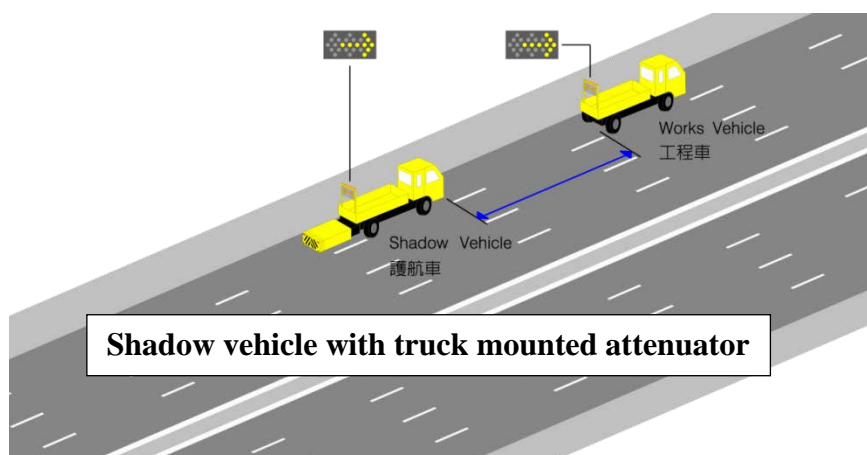 Works Vehicle
工程車
Shadow Vehicle
護航車
Shadow vehicle with truck mounted attenuator